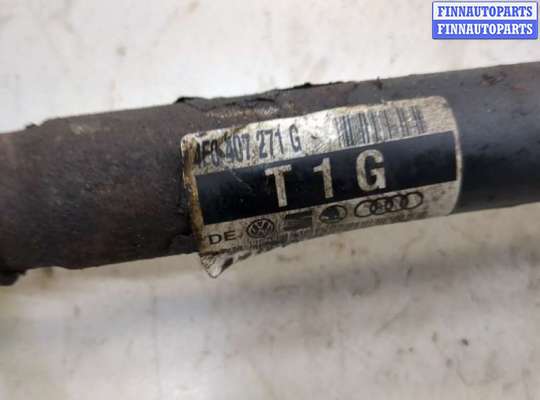 FINNAUTOPARTS
FINNAUTOPARTS
4E0 407 271 G
T 1 G
DE